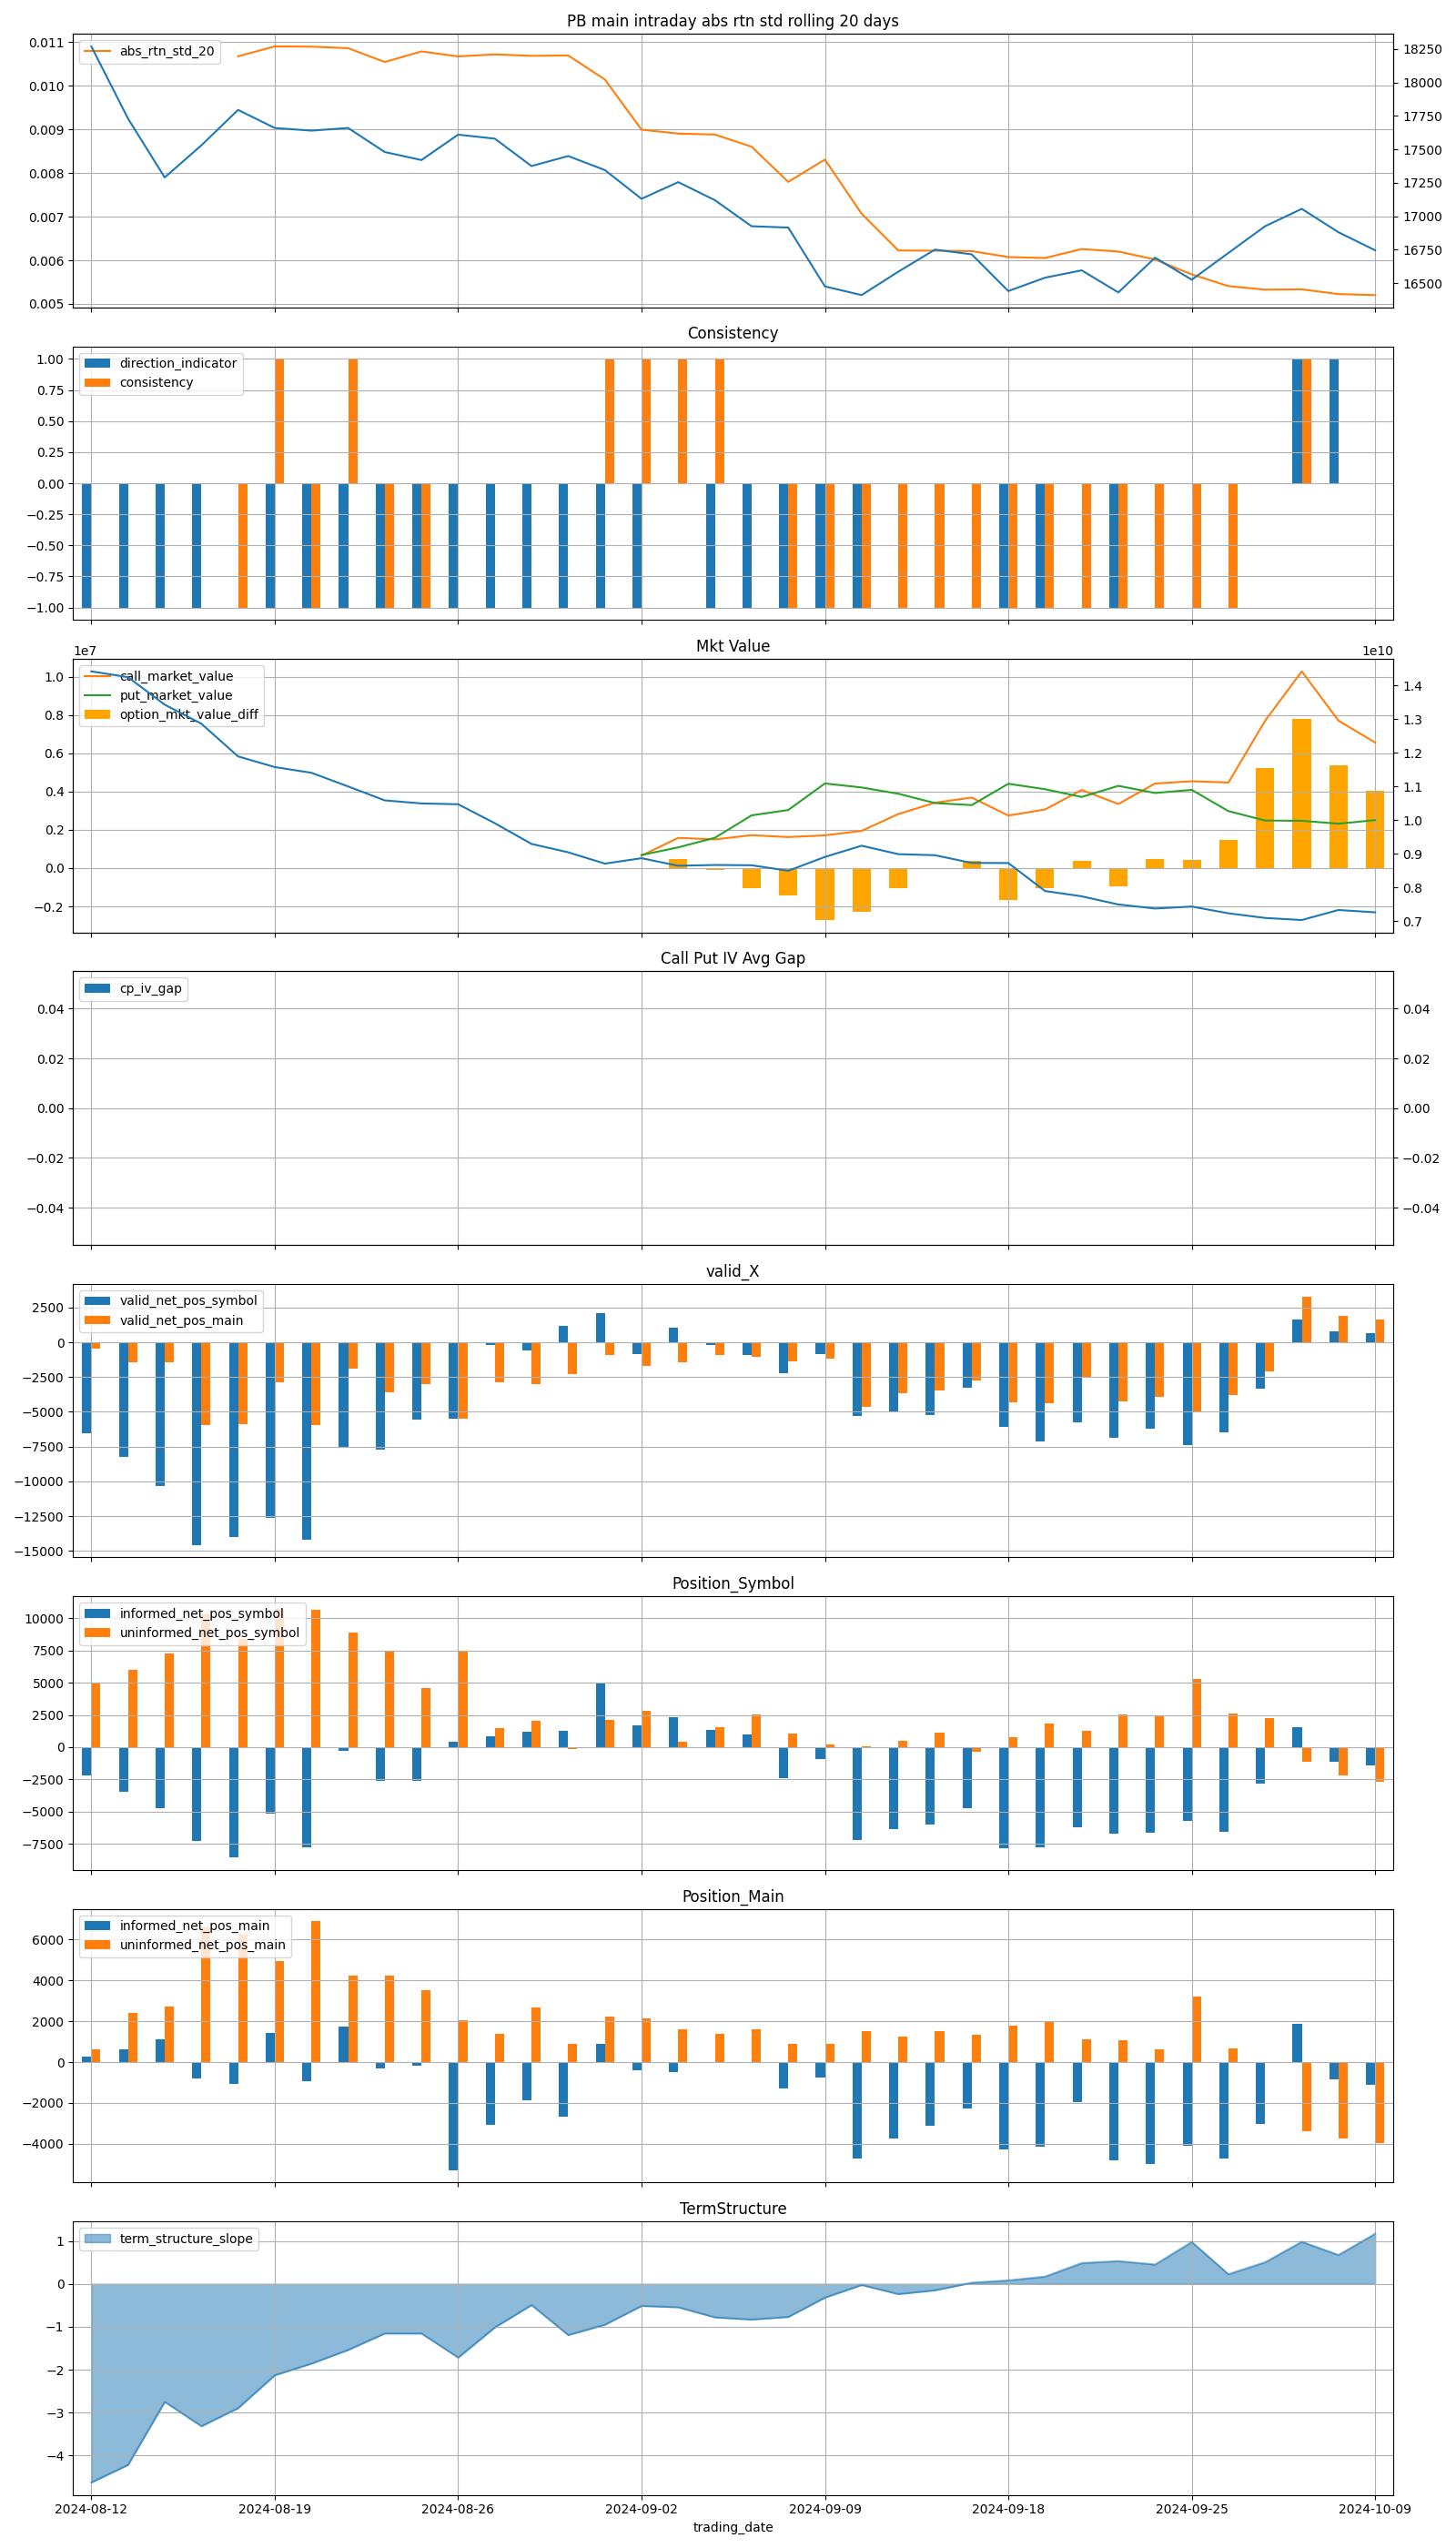 PB main intraday abs rtn std rolling 20 days
abs_rtn_std_20
0.011
0.010
0.009
0.008
0.007
0.006
0.005
18250
18000
17750
17500
17250
17000
16750
16500
Consistency
direction_indicator
consistency
1.00
0.75
0.50
0.25
0.00
−0.25
−0.50
−0.75
−1.00
Mkt Value
1e7
1e10
call_market_value
put_market_value
option_mkt_value_diff
1.0
0.8
0.6
0.4
0.2
0.0
−0.2
1.4
1.3
1.2
1.1
1.0
0.9
0.8
0.7
Call Put IV Avg Gap
cp_iv_gap
0.04
0.02
0.00
−0.02
−0.04
0.04
0.02
0.00
−0.02
−0.04
valid_X
valid_net_pos_symbol
valid_net_pos_main
2500
0
−2500
−5000
−7500
−10000
−12500
−15000
Position_Symbol
informed_net_pos_symbol
uninformed_net_pos_symbol
10000
7500
5000
2500
0
−2500
−5000
−7500
Position_Main
informed_net_pos_main
uninformed_net_pos_main
6000
4000
2000
0
−2000
−4000
TermStructure
term_structure_slope
1
0
−1
−2
−3
−4
2024-08-12 2024-08-19 2024-08-26 2024-09-02 2024-09-09 2024-09-18 2024-09-25 2024-10-09
trading_date